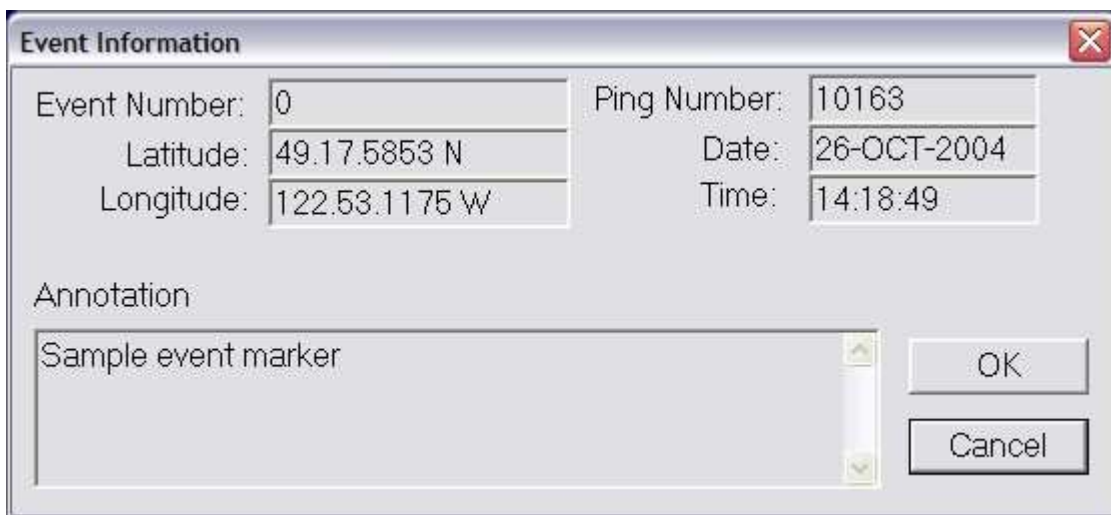 Event Information
Event Number: 0 Ping Number: 10163
Latitude: 49.17.5853 N Date: 26-OCT-2004
Longitude: 122.53.1175 W Time: 14:18:49
Annotation
Sample event marker
OK
Cancel